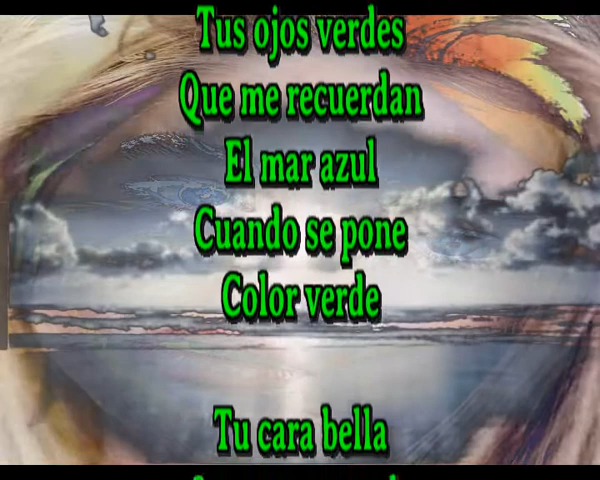 Tus ojos verdes
Que me recuerdan
El mar azul
Cuando se pone
Color verde
Tu cara bella